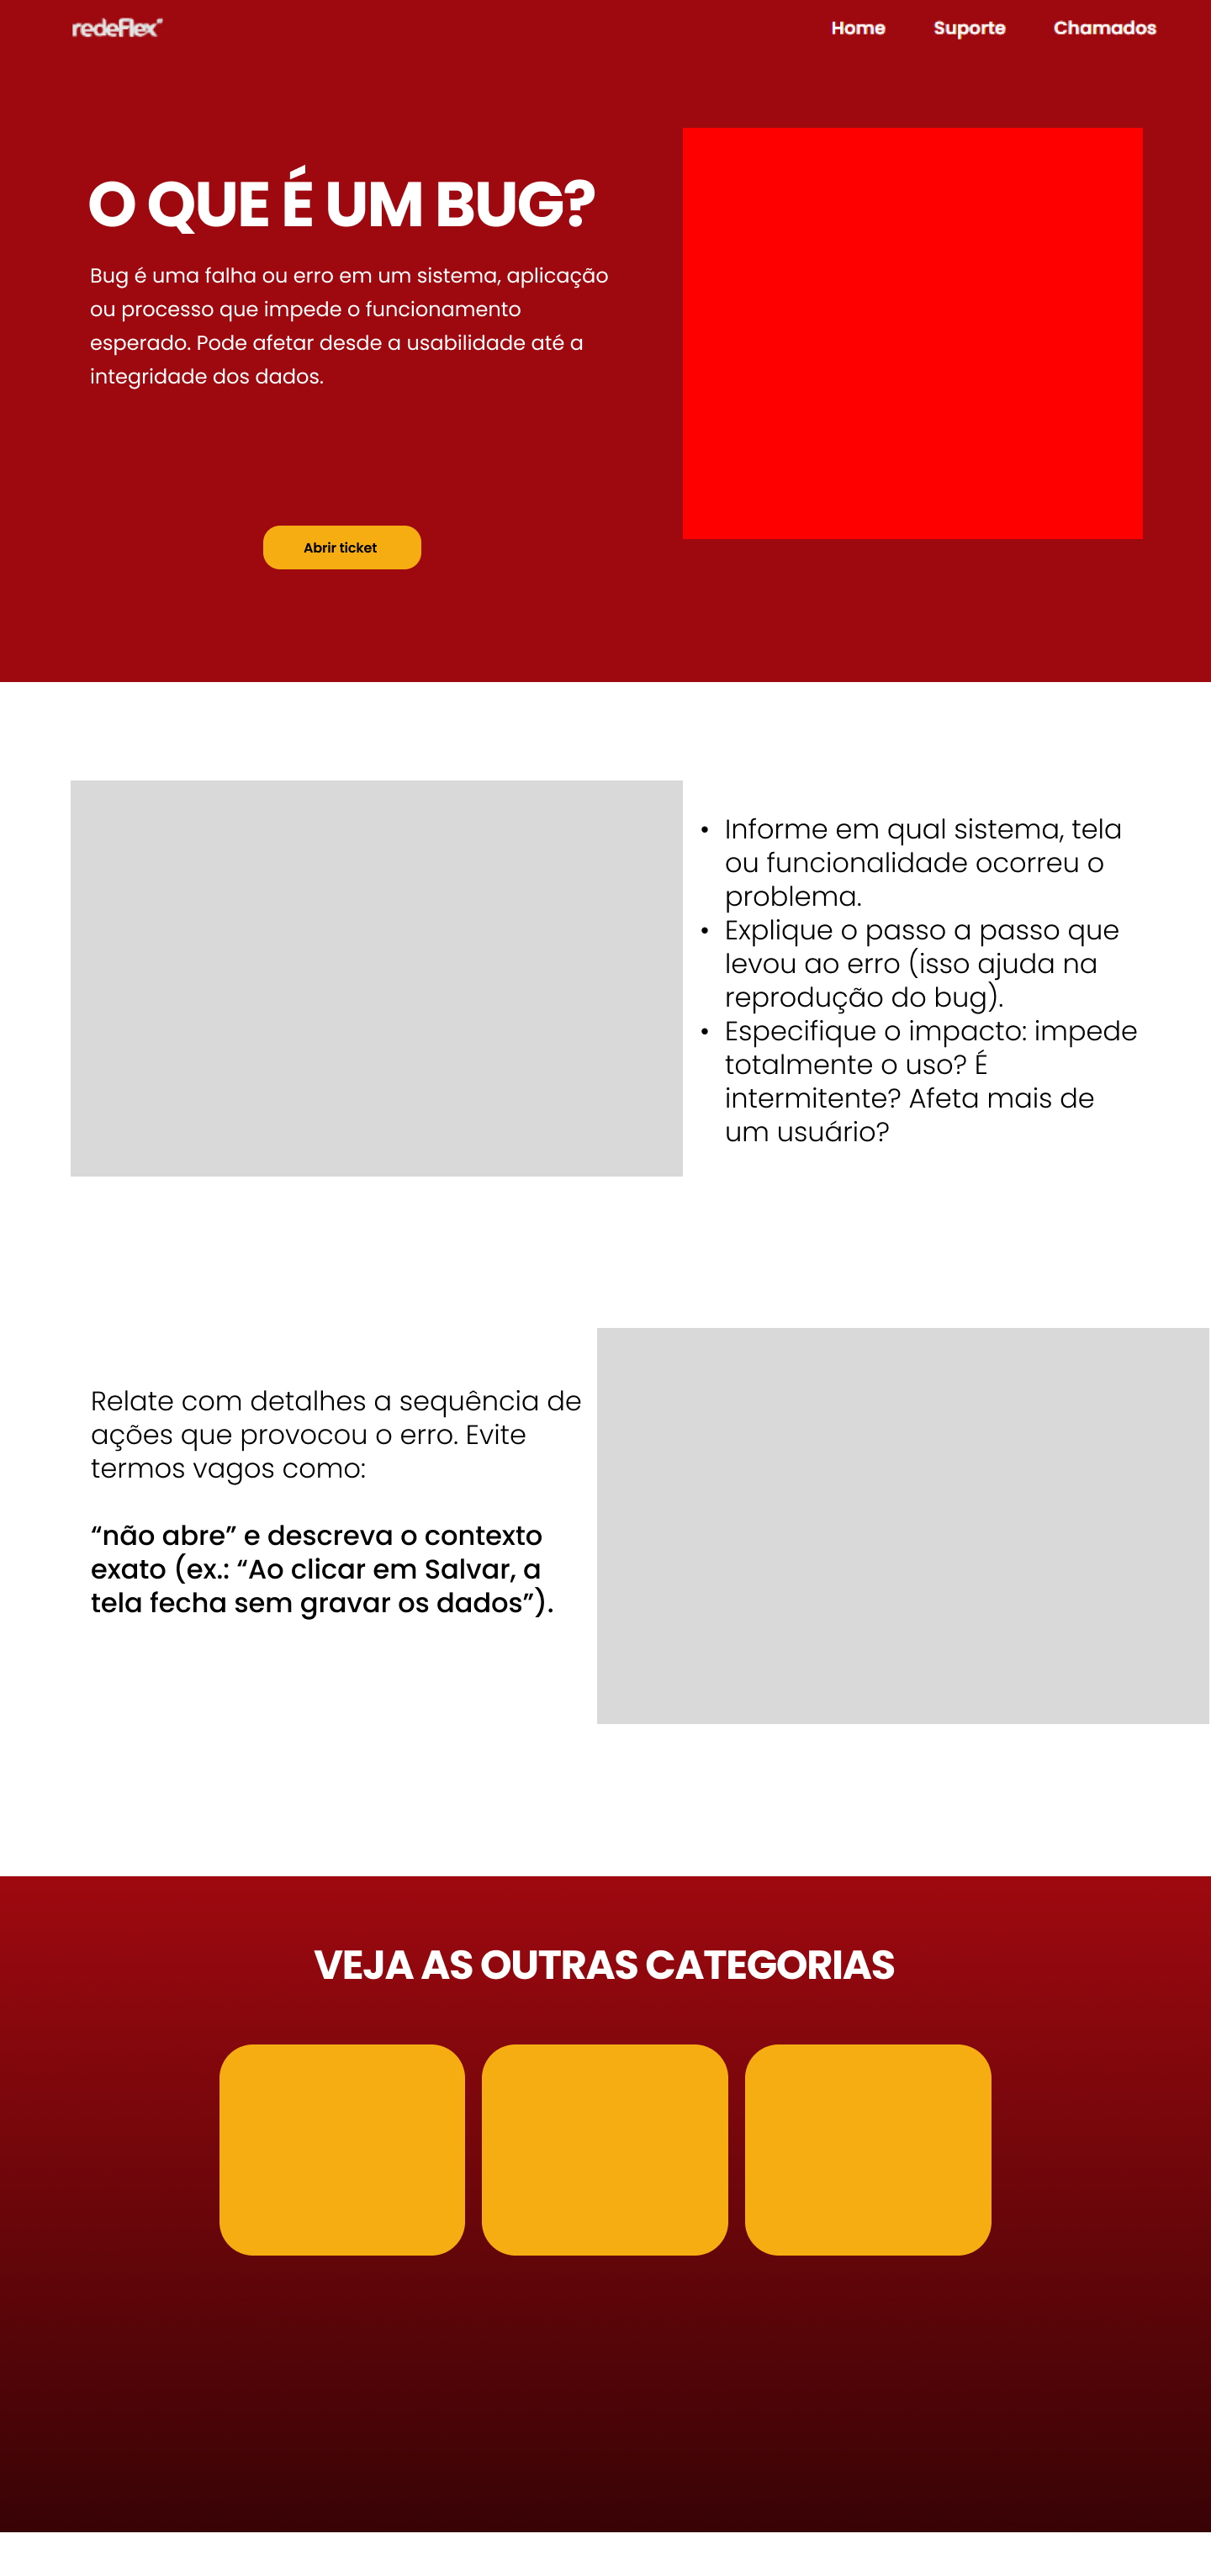 redeFlex
Home Suporte Chamados
O QUE É UM BUG?
Bug é uma falha ou erro em um sistema, aplicação
ou processo que impede o funcionamento
esperado. Pode afetar desde a usabilidade até a
integridade dos dados.
Abrir ticket
• Informe em qual sistema, tela
ou funcionalidade ocorreu o
problema.
• Explique o passo a passo que
levou ao erro (isso ajuda na
reprodução do bug).
• Especifique o impacto: impede
totalmente o uso? É
intermitente? Afeta mais de
um usuário?
Relate com detalhes a sequência de
ações que provocou o erro. Evite
termos vagos como:
“não abre” e descreva o contexto
exato (ex.: “Ao clicar em Salvar, a
tela fecha sem gravar os dados”).
VEJA AS OUTRAS CATEGORIAS